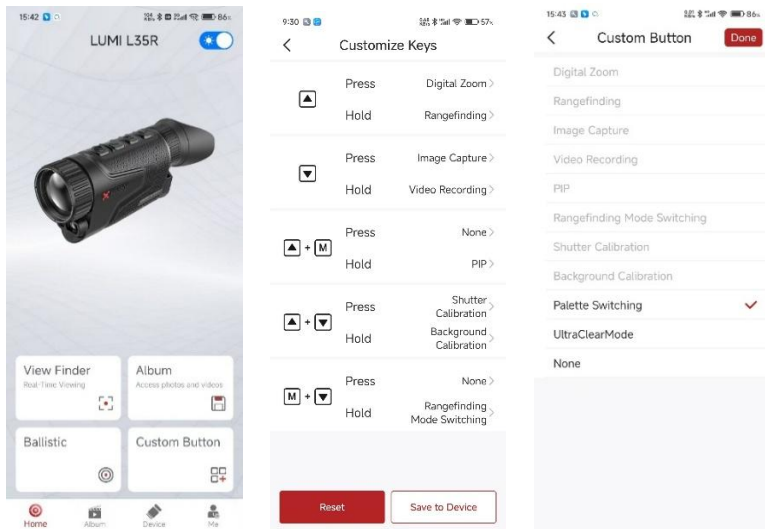 15:42
86%
LUMI L35R
View Finder
Real-Time Viewing
Album
Access photos and videos
Ballistic
Custom Button
Home
Album
Device
Me
9:30
57%
Customize Keys
Press
Digital Zoom >
Hold
Rangefinding >
Press
Image Capture >
Hold
Video Recording >
+ M
Press
None >
Hold
PIP >
+
Press
Shutter
Calibration >
Hold
Background
Calibration >
M +
Press
None >
Hold
Rangefinding
Mode Switching >
Reset
Save to Device
15:43
86%
Custom Button
Done
Digital Zoom
Rangefinding
Image Capture
Video Recording
PIP
Rangefinding Mode Switching
Shutter Calibration
Background Calibration
Palette Switching
UltraClearMode
None